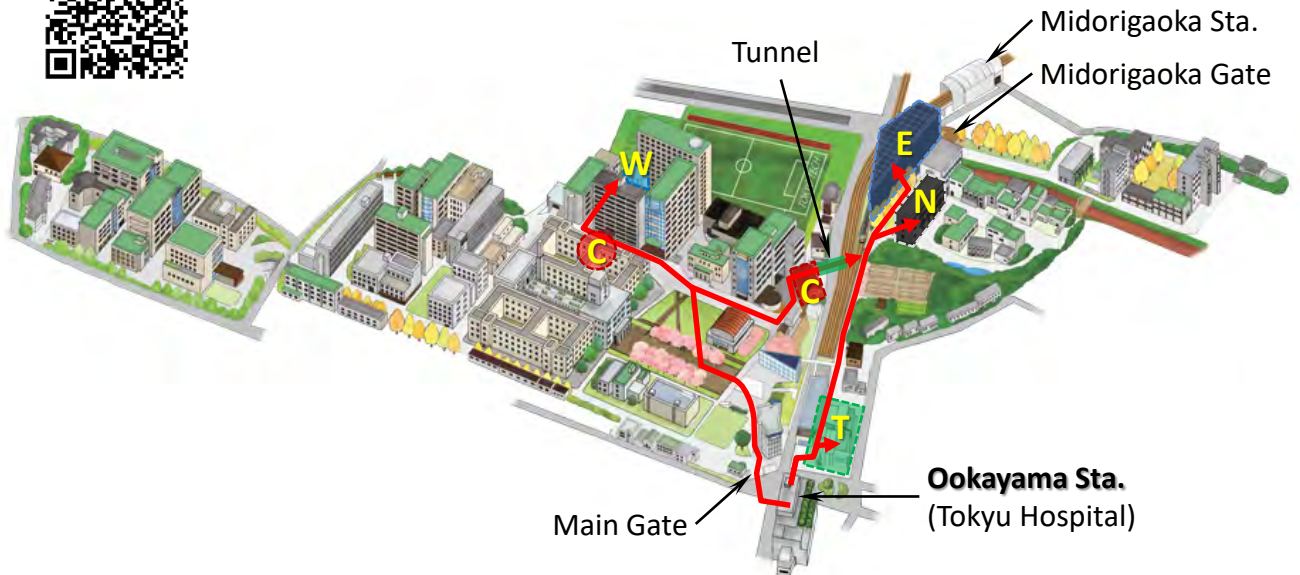 Midorigaoka Sta.
Tunnel
Midorigaoka Gate
E
W
N
C
C
T
Ookayama Sta.
(Tokyu Hospital)
Main Gate